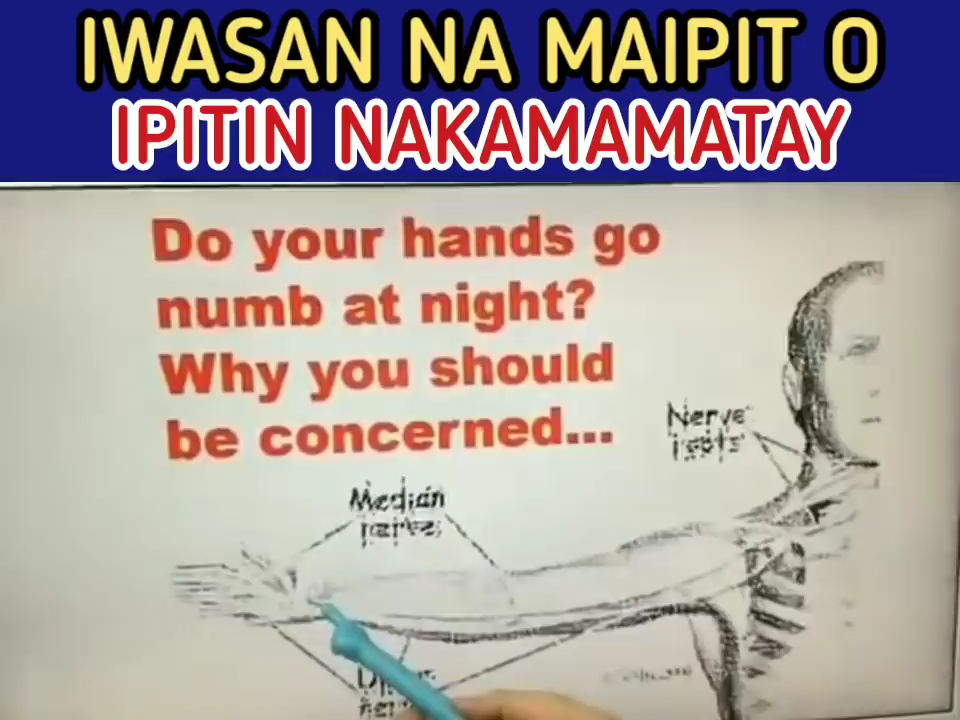 IWASAN NA MAIPIT O
IPITIN NAKAMAMATAY
Do your hands go
numb at night?
Why you should
be concerned...
Nerve
roots
Median
nerve